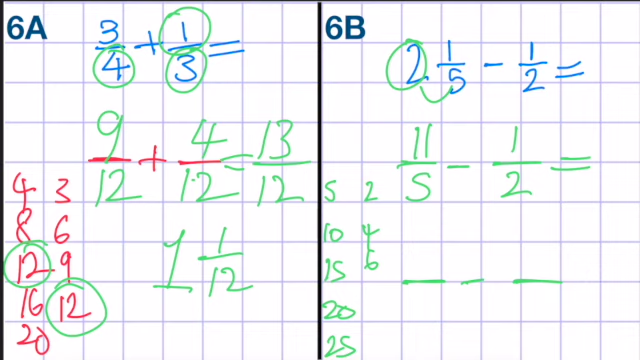 6A
3/4 + 1/3 =
9/12 + 4/12 = 13/12
1 1/12
4 3
8 6
12 9
16 12
20
6B
2 1/5 - 1/2 =
11/5 - 1/2 =
5 2
10 4
15 6
20
25